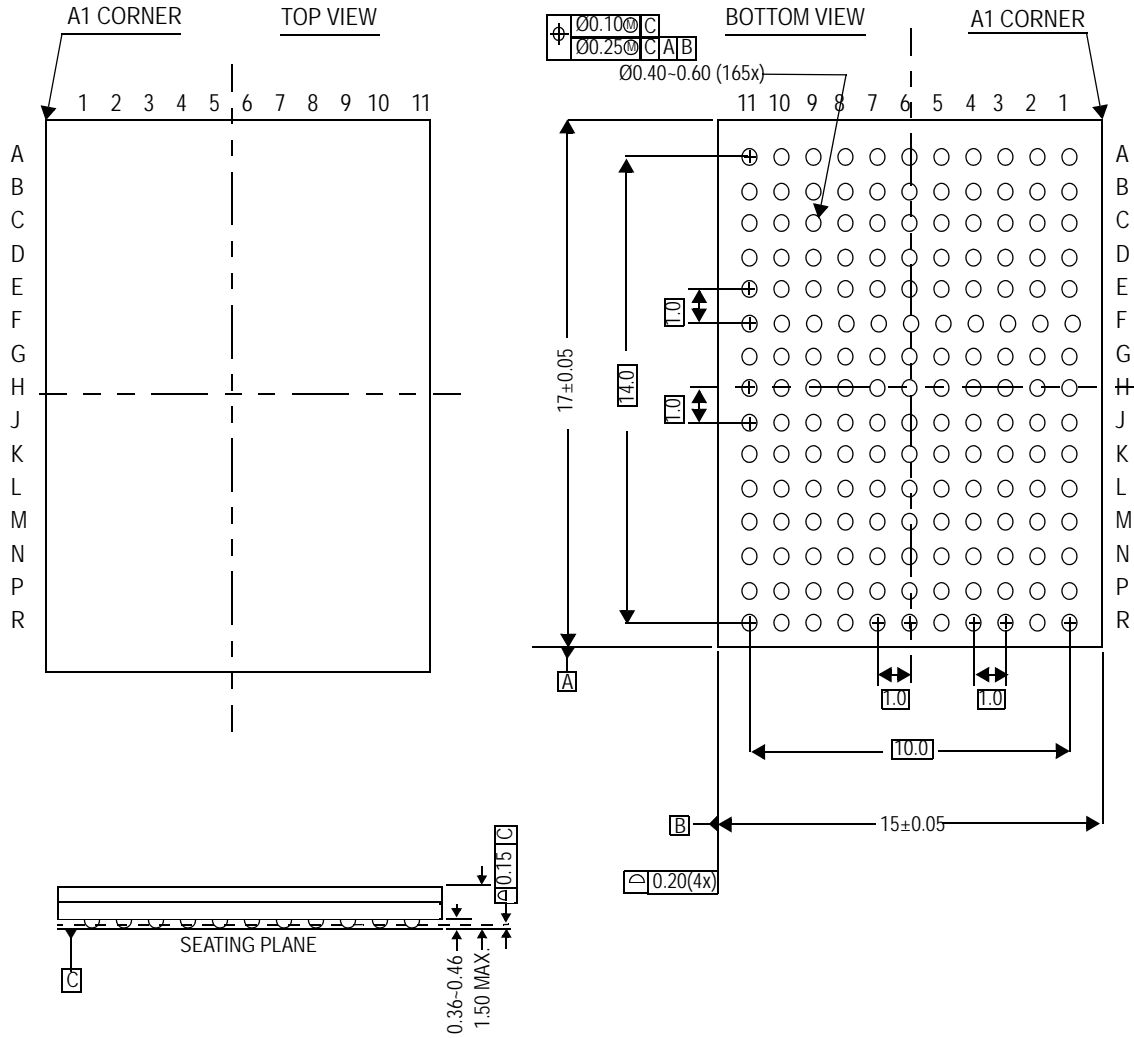 A1 CORNER
TOP VIEW
1 2 3 4 5 6 7 8 9 10 11
A
B
C
D
E
F
G
H
J
K
L
M
N
P
R
Ø0.10Ⓜ C
Ø0.25Ⓜ C A B
BOTTOM VIEW
A1 CORNER
Ø0.40~0.60 (165x)
11 10 9 8 7 6 5 4 3 2 1
A
B
C
D
E
F
G
H
J
K
L
M
N
P
R
1.0
1.0
14.0
17±0.05
A
1.0
1.0
10.0
B
15±0.05
0.20(4x)
0.15 C
SEATING PLANE
C
0.36~0.46
1.50 MAX.